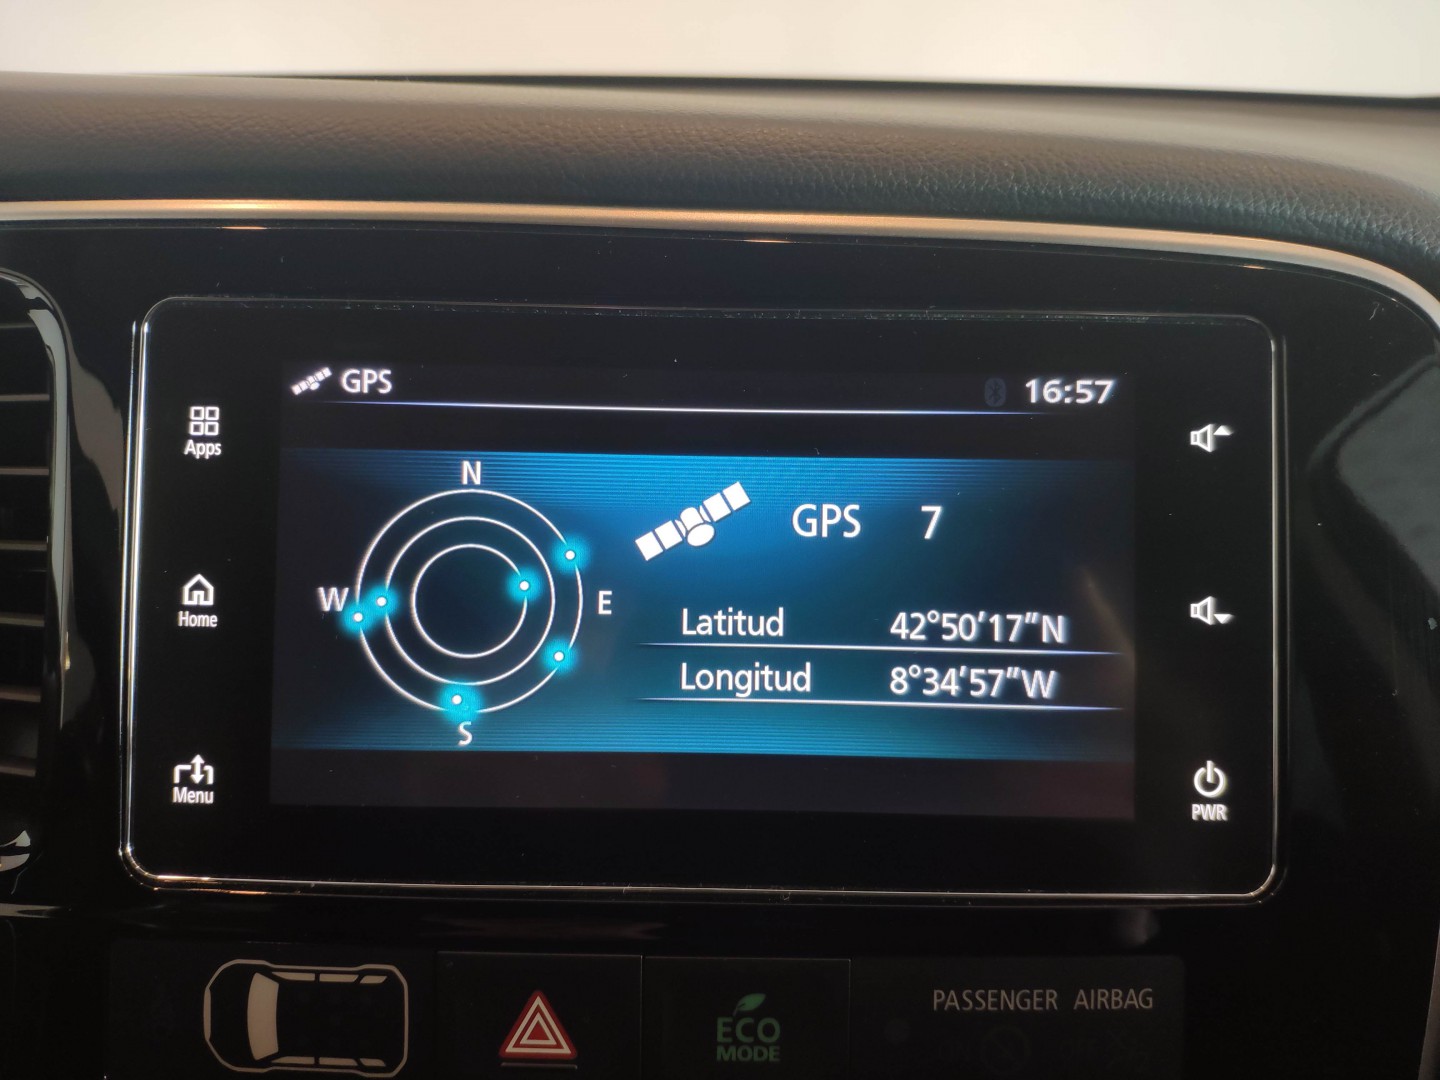 GPS 16:57
Apps
N
GPS 7
W E
Home
Latitud 42°50'17"N
Longitud 8°34'57"W
S
Menu
PWR
PASSENGER AIRBAG
ECO
MODE